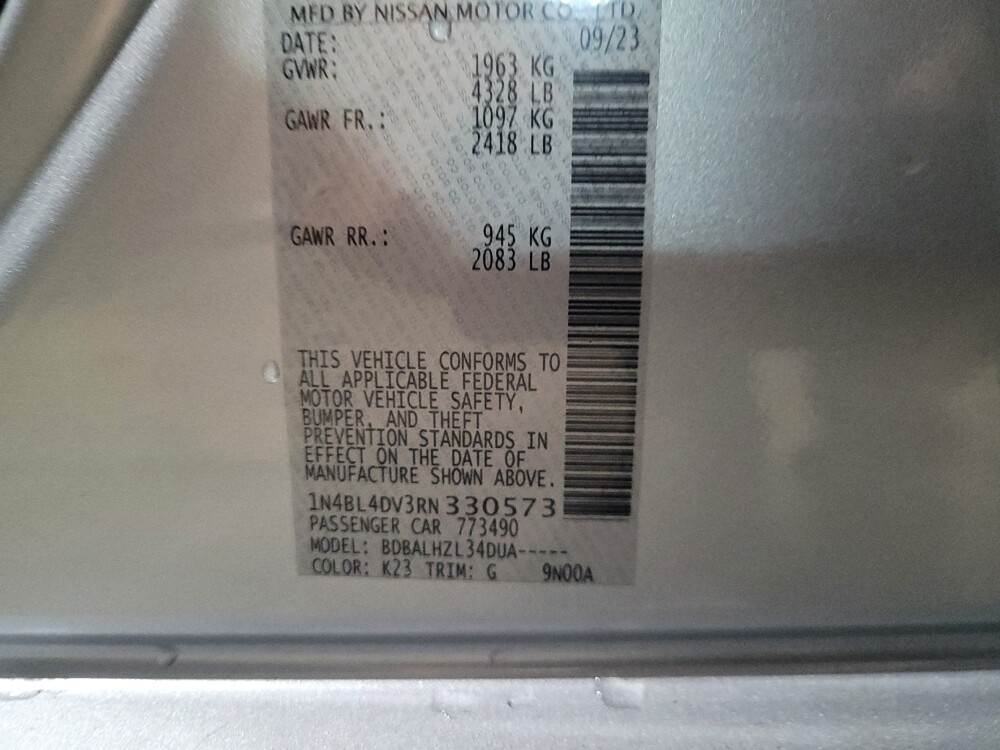 MFD BY NISSAN MOTOR CO., LTD.
DATE: 09/23
GVWR: 1963 KG
4328 LB
GAWR FR.: 1097 KG
2418 LB
GAWR RR.: 945 KG
2083 LB
THIS VEHICLE CONFORMS TO
ALL APPLICABLE FEDERAL
MOTOR VEHICLE SAFETY,
BUMPER, AND THEFT
PREVENTION STANDARDS IN
EFFECT ON THE DATE OF
MANUFACTURE SHOWN ABOVE.
1N4BL4DV3RN330573
PASSENGER CAR 773490
MODEL: BDBALHZL34DUA-----
COLOR: K23 TRIM: G 9N00A